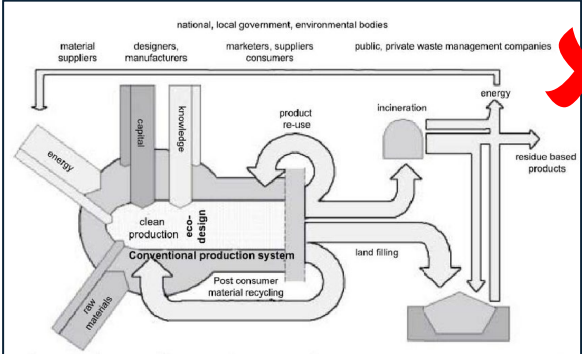 national, local government, environmental bodies
material
suppliers
designers,
manufacturers
marketers, suppliers
consumers
public, private waste management companies
energy
incineration
product
re-use
residue based
products
capital
knowledge
energy
clean
production
eco-
design
Conventional production system
land filling
Post consumer
material recycling
raw
materials